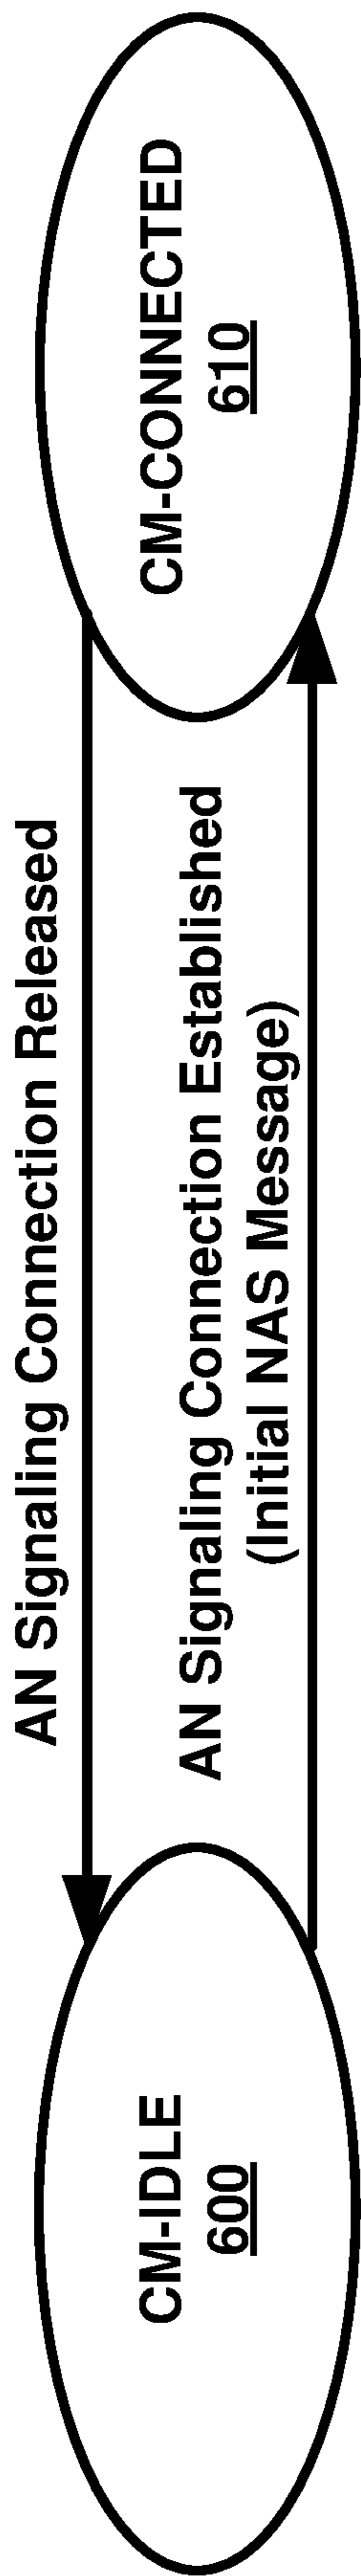 AN Signaling Connection Released
CM-IDLE
600
CM-CONNECTED
610
AN Signaling Connection Established
(Initial NAS Message)